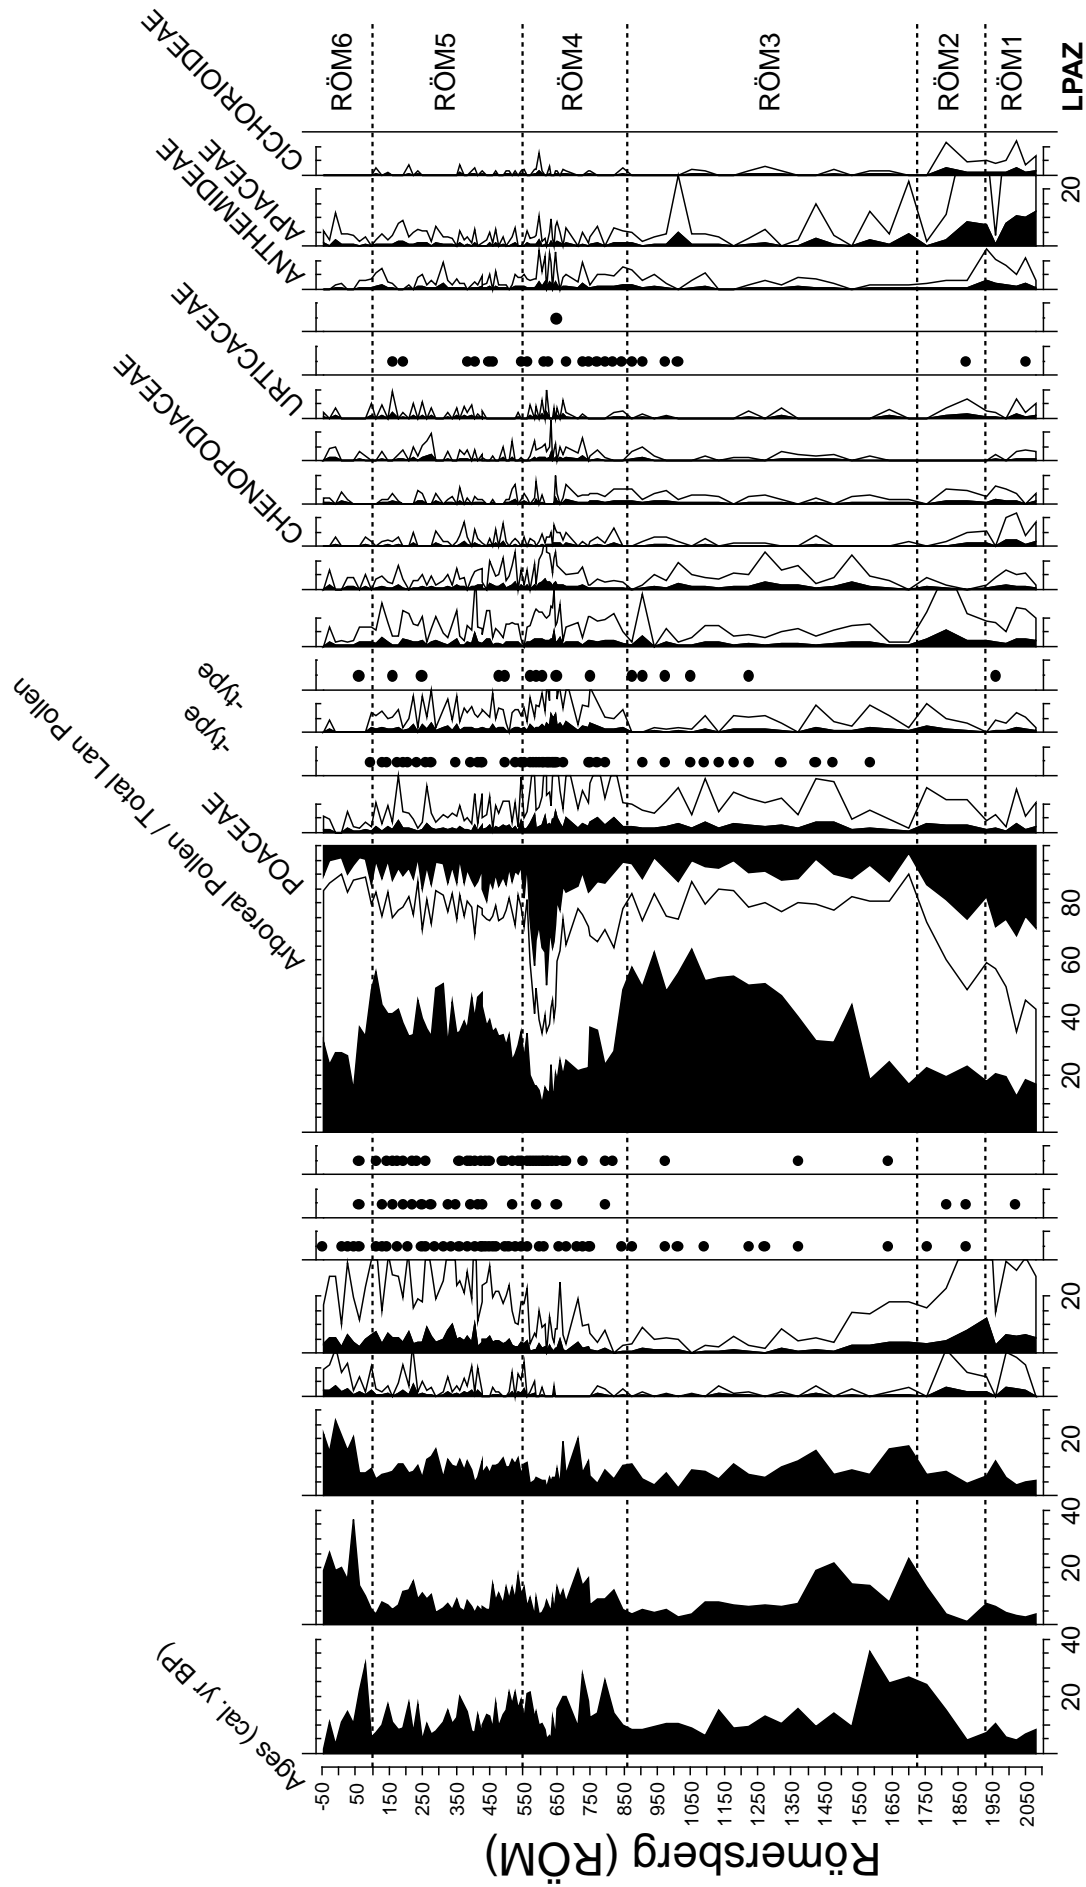 Römersberg (RÖM)
Ages (cal. yr BP)
-50
50
150
250
350
450
550
650
750
850
950
1050
1150
1250
1350
1450
1550
1650
1750
1850
1950
2050
20
40
20
40
20
20
Arboreal Pollen / Total Lan Pollen
20
40
60
80
POACEAE
-type
-type
CHENOPODIACEAE
URTICACEAE
ANTHEMIDEAE
APIACEAE
20
CICHORIOIDEAE
RÖM6
RÖM5
RÖM4
RÖM3
RÖM2
RÖM1
LPAZ